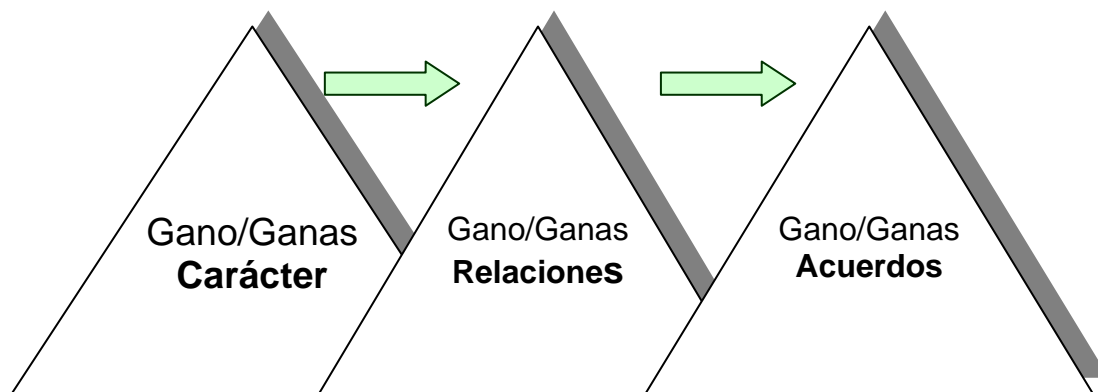 Gano/Ganas
Carácter
Gano/Ganas
Relaciones
Gano/Ganas
Acuerdos